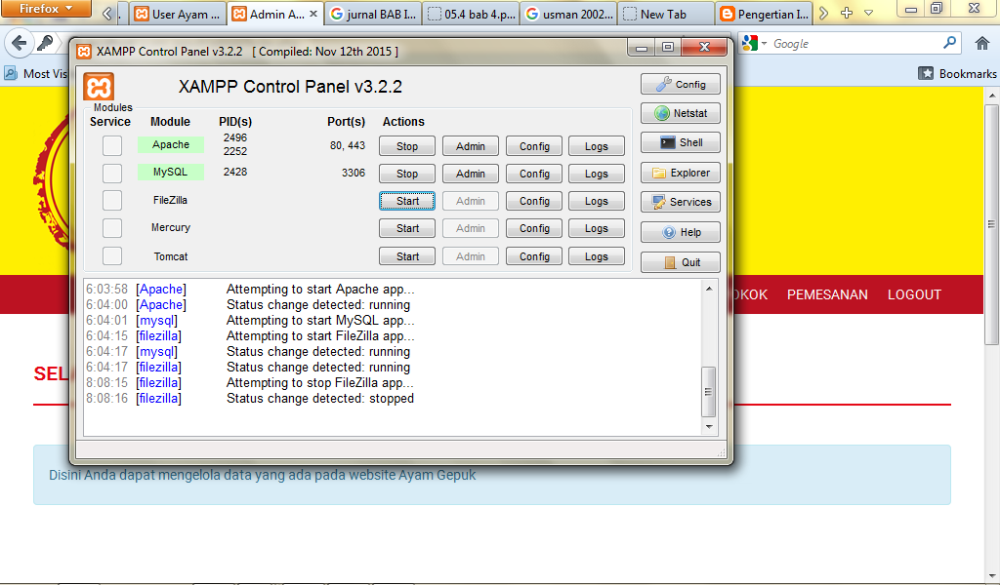 Firefox
.
User Ayam ...
Admin A...
jurnal BAB I...
05.4 bab 4.p...
usman 2002...
New Tab
Pengertian I...
Google
Most Vis
Bookmarks
XAMPP Control Panel v3.2.2 [ Compiled: Nov 12th 2015 ]
XAMPP Control Panel v3.2.2
Config
Modules
Service Module PID(s) Port(s) Actions
Netstat
Apache 2496 2252 80, 443 Stop Admin Config Logs
Shell
MySQL 2428 3306 Stop Admin Config Logs
Explorer
FileZilla Start Admin Config Logs
Services
Mercury Start Admin Config Logs
Help
Tomcat Start Admin Config Logs
Quit
6:03:58 [Apache] Attempting to start Apache app...
6:04:00 [Apache] Status change detected: running
6:04:01 [mysql] Attempting to start MySQL app...
6:04:15 [filezilla] Attempting to start FileZilla app...
6:04:17 [mysql] Status change detected: running
6:04:17 [filezilla] Status change detected: running
8:08:15 [filezilla] Attempting to stop FileZilla app...
8:08:16 [filezilla] Status change detected: stopped
OKOK PEMESANAN LOGOUT
SELA
Disini Anda dapat mengelola data yang ada pada website Ayam Gepuk